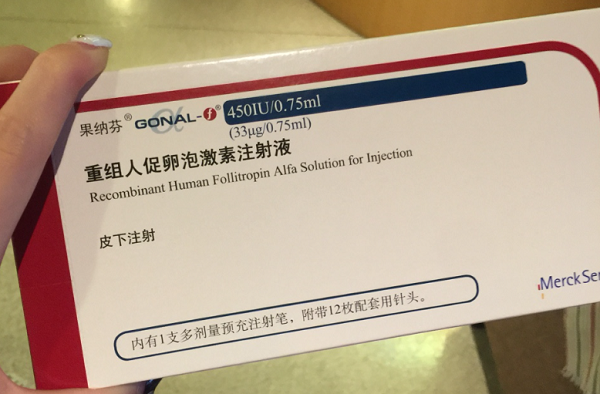 果纳芬® GONAL-f® 450IU/0.75ml
(33μg/0.75ml)
重组人促卵泡激素注射液
Recombinant Human Follitropin Alfa Solution for Injection
皮下注射
MerckSer
内有1支多剂量预充注射笔，附带12枚配套用针头。